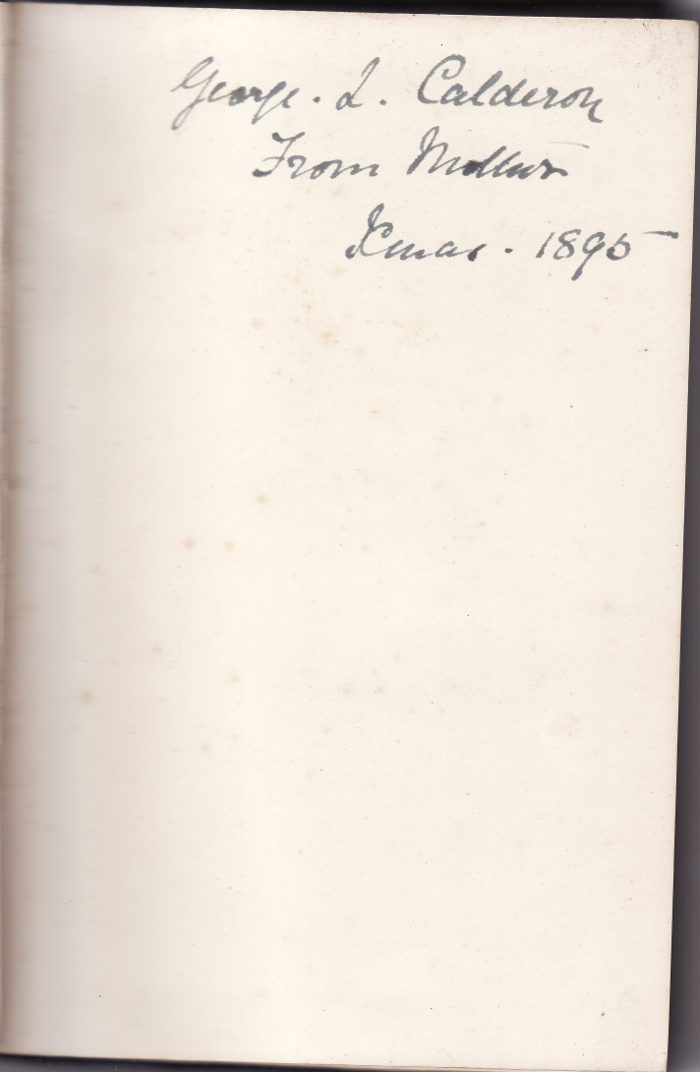 George. L. Calderon
From Mother
Xmas - 1895